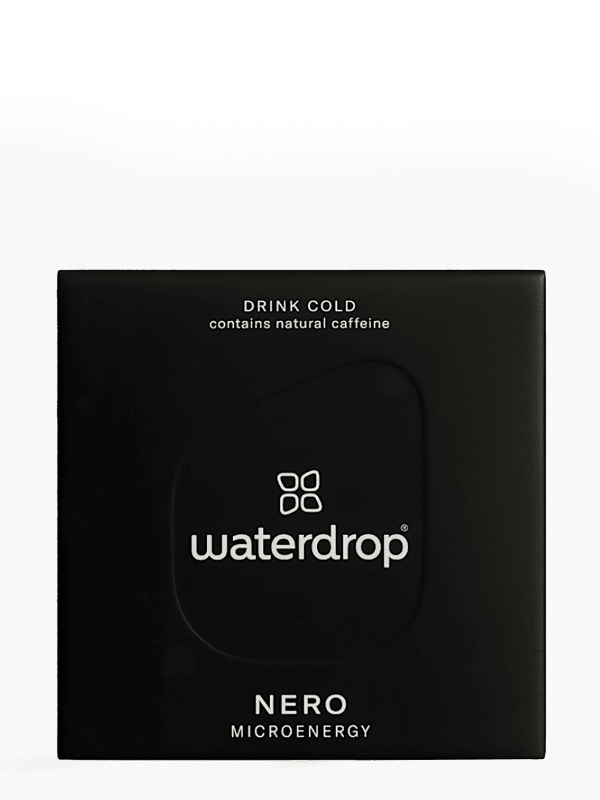 DRINK COLD
contains natural caffeine
waterdrop®
NERO
MICROENERGY